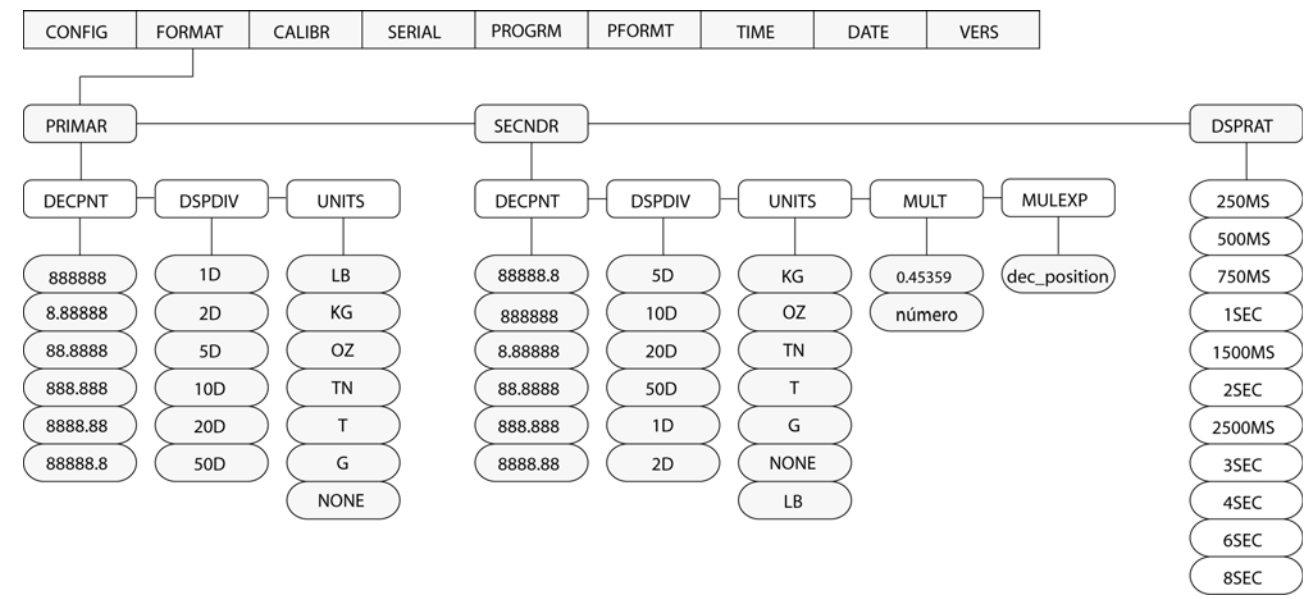 CONFIG FORMAT CALIBR SERIAL PROGRM PFORMT TIME DATE VERS
PRIMAR SECNDR DSPRAT
DECPNT DSPDIV UNITS DECPNT DSPDIV UNITS MULT MULEXP 250MS
500MS
888888 1D LB 88888.8 5D KG 0.45359 dec_position 750MS
8.88888 2D KG 888888 10D OZ número 1SEC
88.8888 5D OZ 8.88888 20D TN 1500MS
888.888 10D TN 88.8888 50D T 2SEC
8888.88 20D T 888.888 1D G 2500MS
88888.8 50D G 8888.88 2D NONE 3SEC
NONE LB 4SEC
6SEC
8SEC